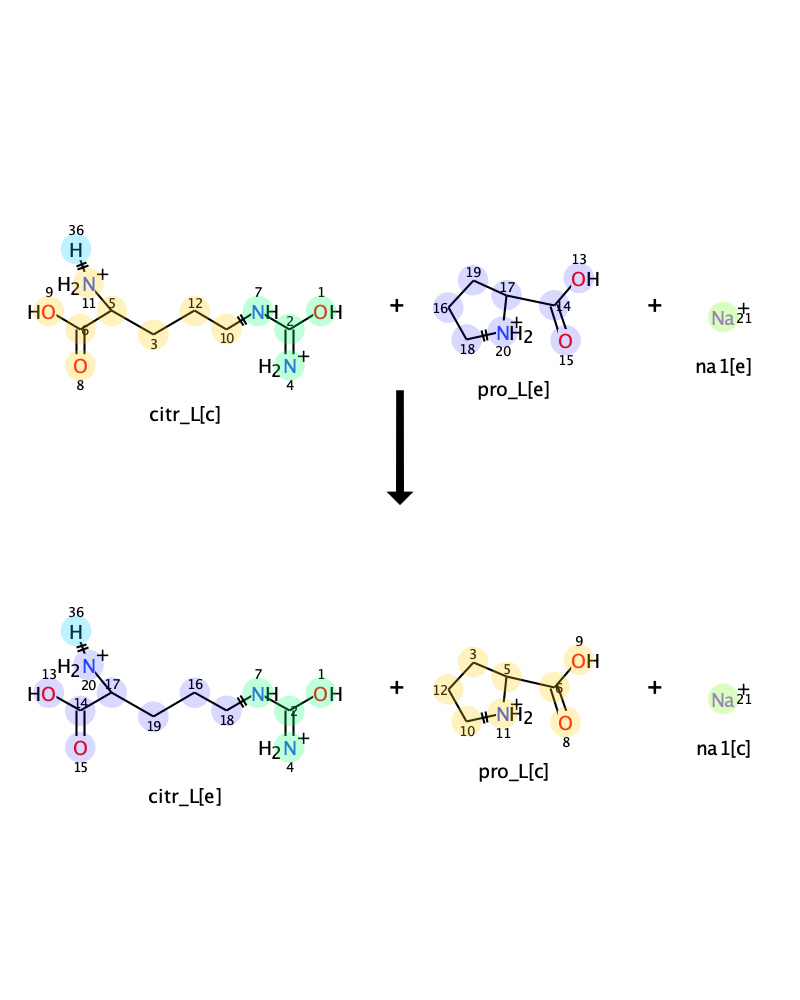 36
H
H₂N⁺
11
9
HO
5
6
O
8
3
12
10
7
NH
2
1
OH
H₂N⁺
4
citr_L[c]
+
19
17
16
18
NH₂⁺
20
14
13
OH
O
15
pro_L[e]
+
Na⁺21
na1[e]
36
H
H₂N⁺
20
13
HO
17
14
O
15
19
16
18
7
NH
2
1
OH
H₂N⁺
4
citr_L[e]
+
3
5
12
10
NH₂⁺
11
6
9
OH
O
8
pro_L[c]
+
Na⁺21
na1[c]